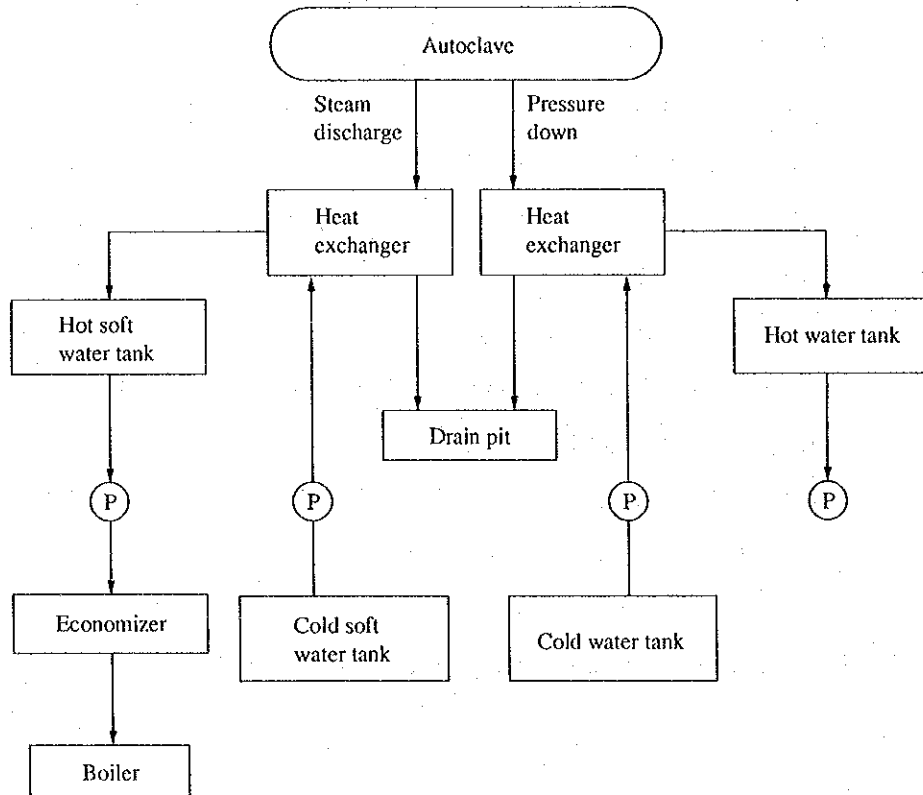 Autoclave
Steam
discharge
Pressure
down
Heat
exchanger
Heat
exchanger
Hot soft
water tank
Hot water tank
Drain pit
P
P
P
P
Economizer
Cold soft
water tank
Cold water tank
Boiler